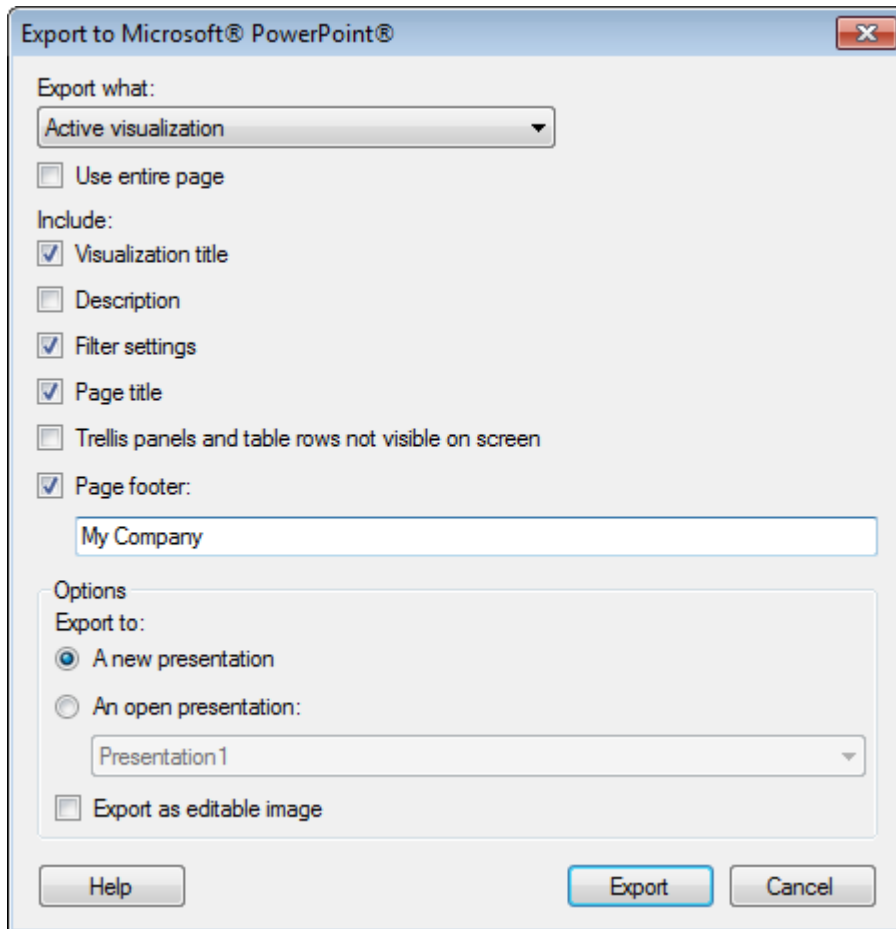 Export to Microsoft® PowerPoint®
Export what:
Active visualization
Use entire page
Include:
Visualization title
Description
Filter settings
Page title
Trellis panels and table rows not visible on screen
Page footer:
My Company
Options
Export to:
A new presentation
An open presentation:
Presentation1
Export as editable image
Help Export Cancel